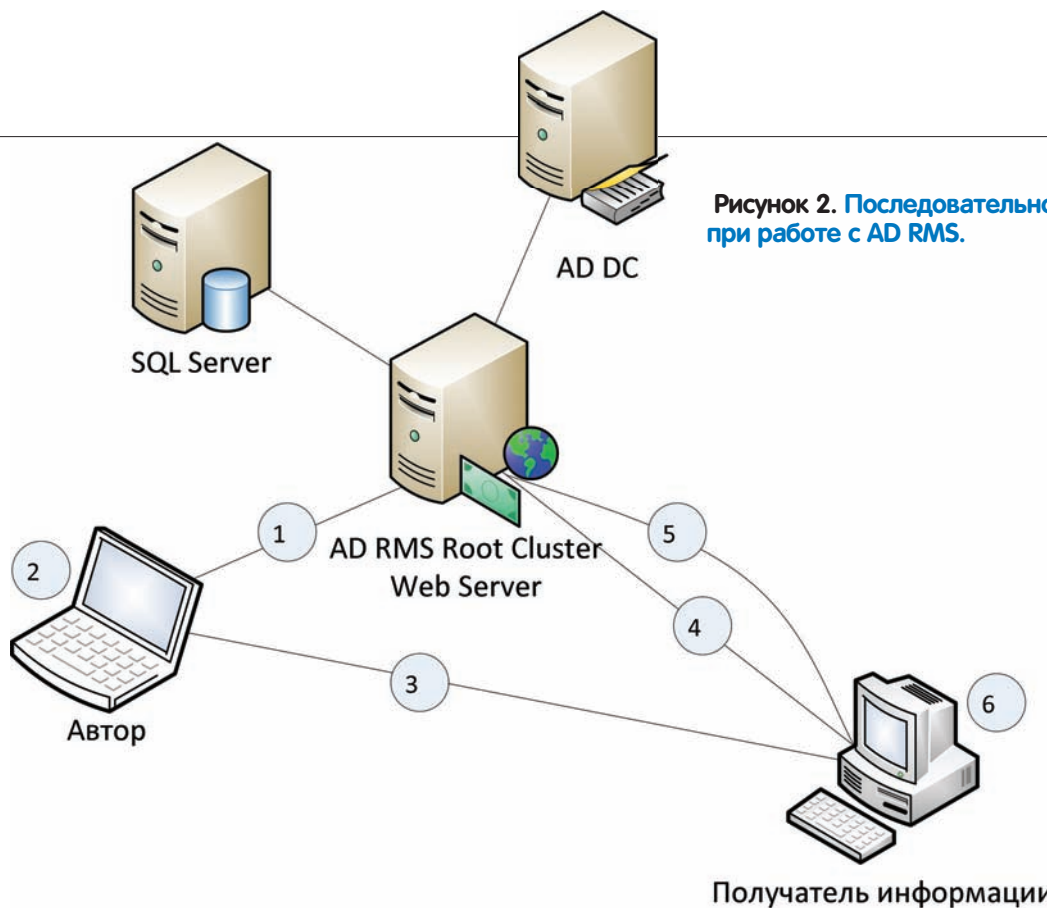 Рисунок 2. Последовательно
при работе с AD RMS.
AD DC
SQL Server
AD RMS Root Cluster
Web Server
1
2
Автор
3
4
5
6
Получатель информации